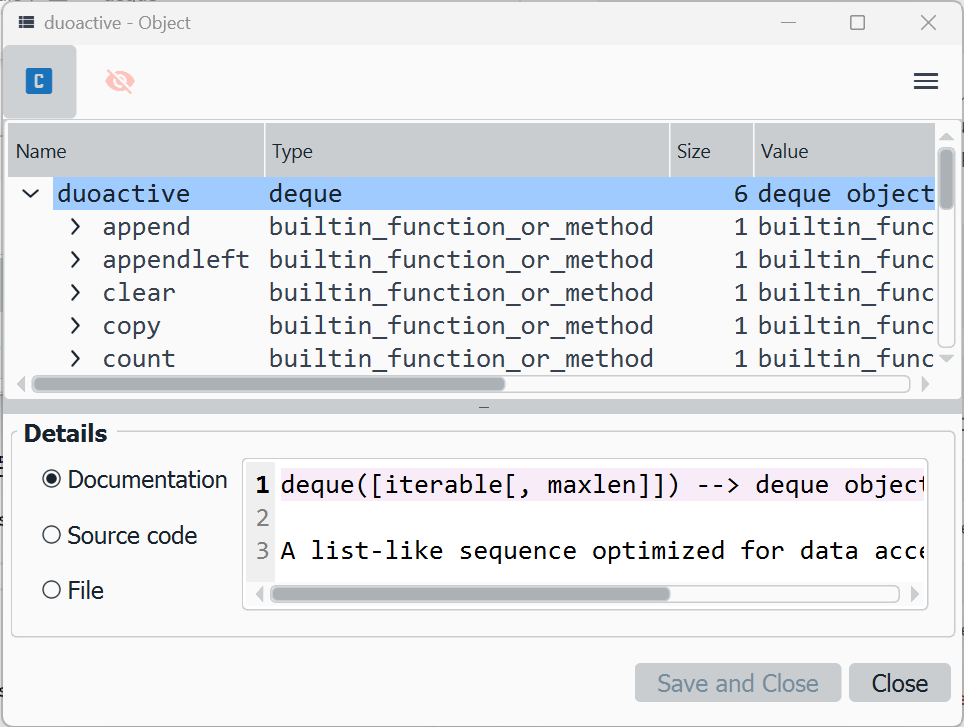 duoactive - Object
C
Name Type Size Value
duoactive deque 6 deque object
append builtin_function_or_method 1 builtin_func
appendleft builtin_function_or_method 1 builtin_func
clear builtin_function_or_method 1 builtin_func
copy builtin_function_or_method 1 builtin_func
count builtin_function_or_method 1 builtin_func
Details
Documentation
Source code
File
1 deque([iterable[, maxlen]]) --> deque object
2
3 A list-like sequence optimized for data acce
Save and Close Close